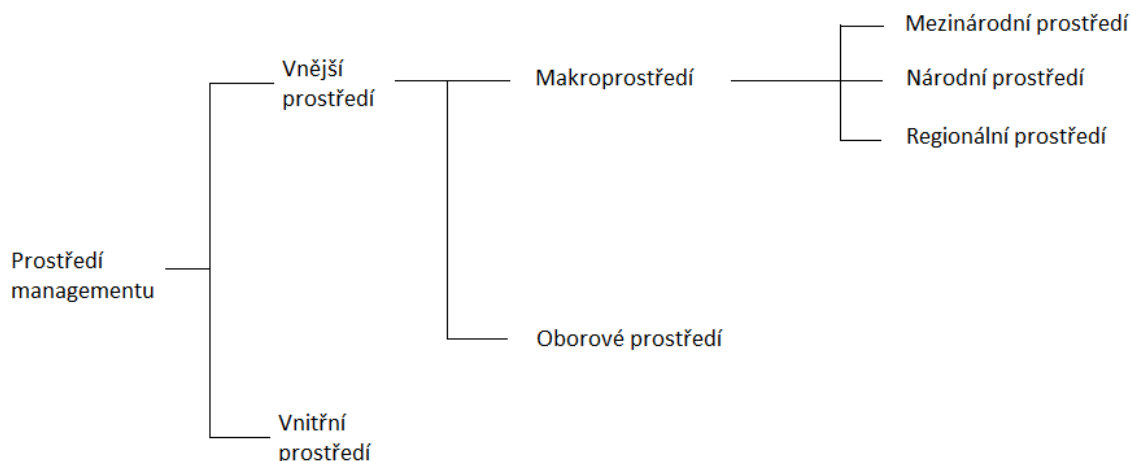 Mezinárodní prostředí
Vnější
prostředí
Makroprostředí
Národní prostředí
Regionální prostředí
Prostředí
managementu
Oborové prostředí
Vnitřní
prostředí